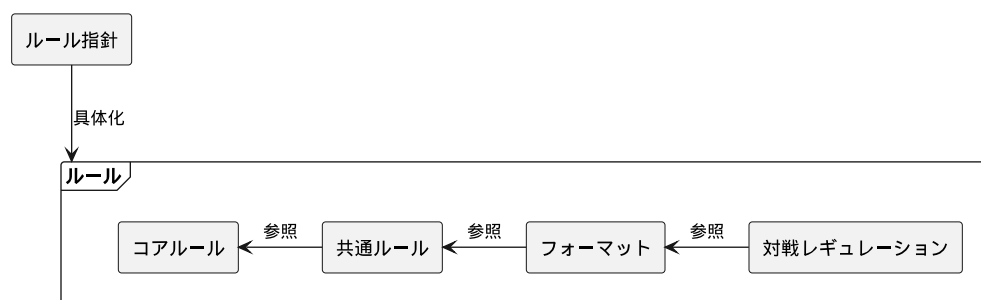 ルール指針
具体化
ルール
コアルール
参照
共通ルール
参照
フォーマット
参照
対戦レギュレーション